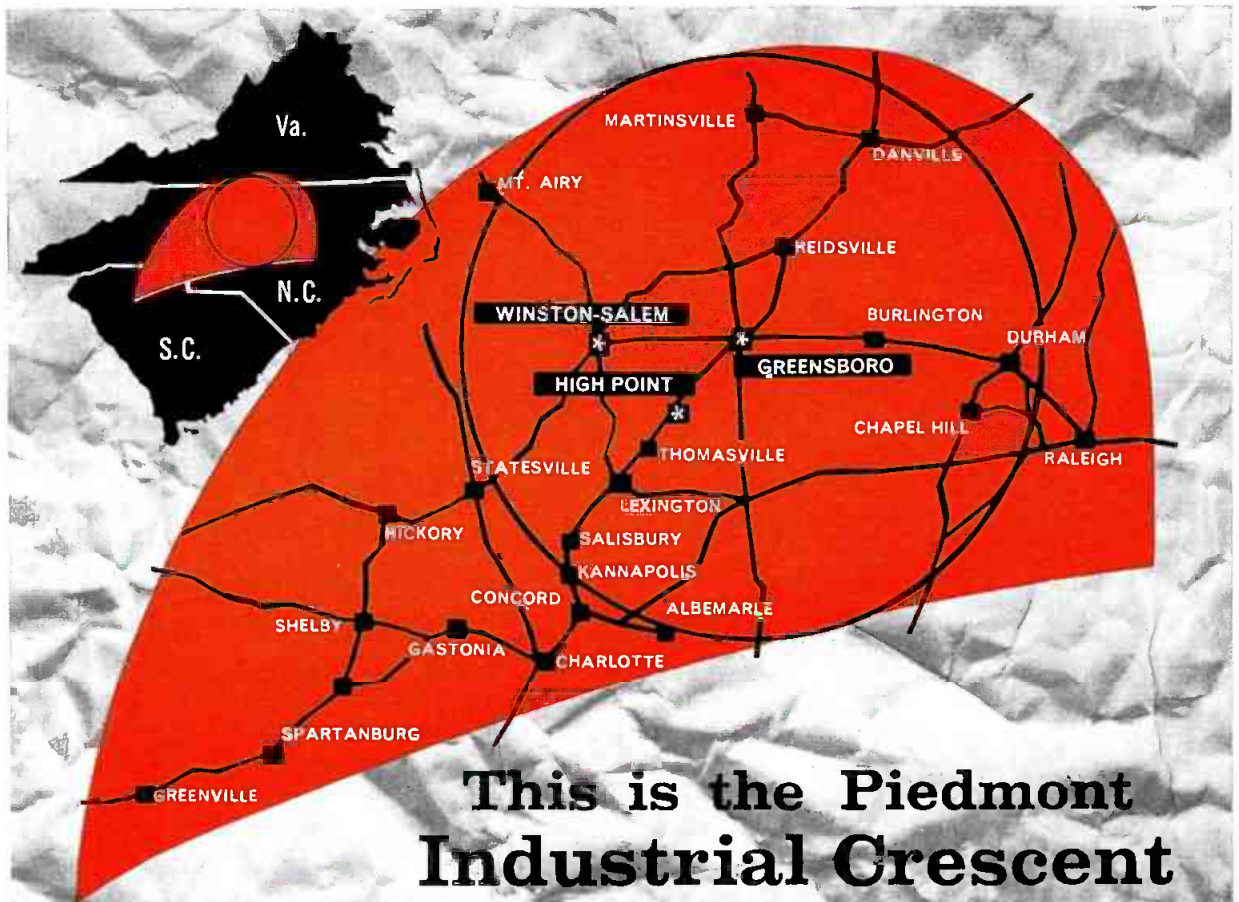 Va.
N.C.
S.C.
MARTINSVILLE
DANVILLE
MT. AIRY
REIDSVILLE
WINSTON-SALEM
*
*
BURLINGTON
DURHAM
GREENSBORO
HIGH POINT
*
CHAPEL HILL
RALEIGH
THOMASVILLE
STATESVILLE
LEXINGTON
HICKORY
SALISBURY
KANNAPOLIS
CONCORD
ALBEMARLE
SHELBY
GASTONIA
CHARLOTTE
SPARTANBURG
GREENVILLE
This is the Piedmont
Industrial Crescent